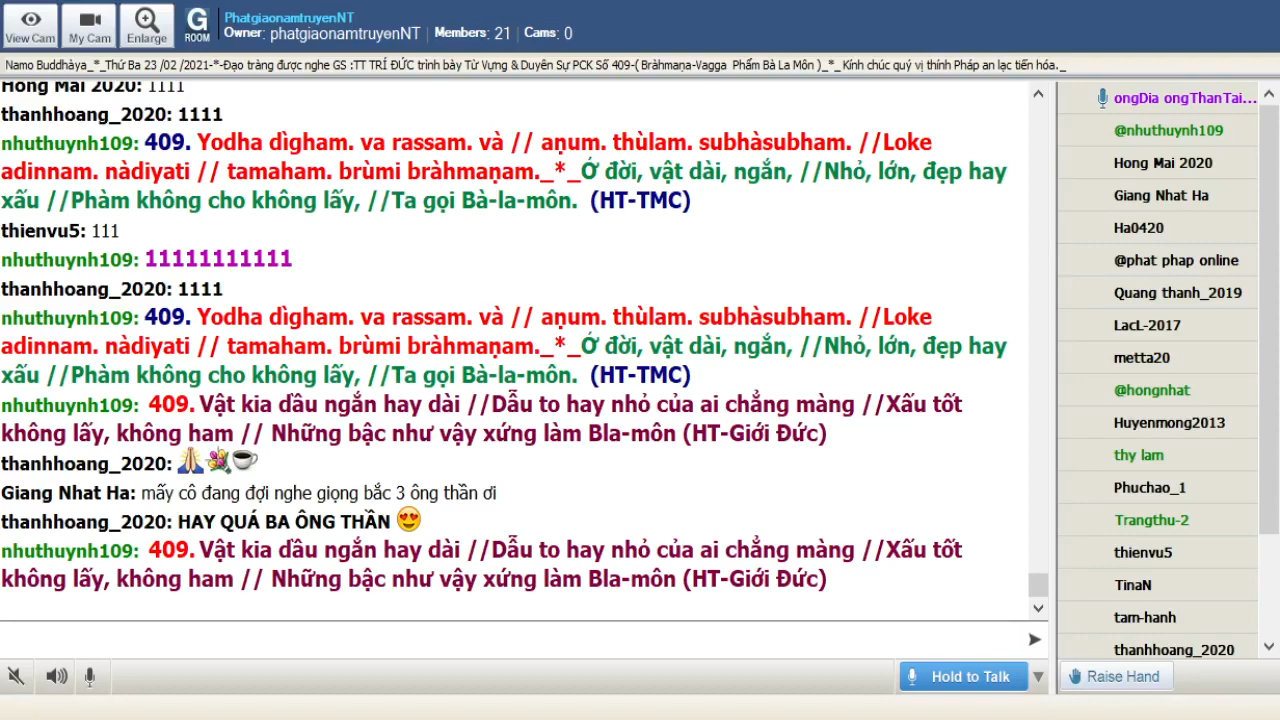 View Cam
My Cam
Enlarge
G ROOM
PhatgiaonamtruyenNT
Owner: phatgiaonamtruyenNT | Members: 21 | Cams: 0
Namo Buddhàya_*_Thứ Ba 23 /02 /2021-*-Đạo tràng được nghe GS :TT TRÍ ĐỨC trình bày Từ Vựng & Duyên Sự PCK Số 409-( Bràhmaṇa-Vagga Phẩm Bà La Môn )_*_ Kính chúc quý vị thính Pháp an lạc tiến hóa._
Hong Mai 2020: 1111
thanhhoang_2020: 1111
nhuthuynh109: 409. Yodha dìgham. va rassam. và // aṇum. thùlam. subhàsubham. //Loke
adinnam. nàdiyati // tamaham. brùmi bràhmaṇam._*_Ở đời, vật dài, ngắn, //Nhỏ, lớn, đẹp hay
xấu //Phàm không cho không lấy, //Ta gọi Bà-la-môn. (HT-TMC)
thienvu5: 111
nhuthuynh109: 11111111111
thanhhoang_2020: 1111
nhuthuynh109: 409. Yodha dìgham. va rassam. và // aṇum. thùlam. subhàsubham. //Loke
adinnam. nàdiyati // tamaham. brùmi bràhmaṇam._*_Ở đời, vật dài, ngắn, //Nhỏ, lớn, đẹp hay
xấu //Phàm không cho không lấy, //Ta gọi Bà-la-môn. (HT-TMC)
nhuthuynh109: 409. Vật kia dầu ngắn hay dài //Dẫu to hay nhỏ của ai chẳng màng //Xấu tốt
không lấy, không ham // Những bậc như vậy xứng làm Bla-môn (HT-Giới Đức)
thanhhoang_2020:
Giang Nhat Ha: mấy cô đang đợi nghe giọng bắc 3 ông thần ơi
thanhhoang_2020: HAY QUÁ BA ÔNG THẦN
nhuthuynh109: 409. Vật kia dầu ngắn hay dài //Dẫu to hay nhỏ của ai chẳng màng //Xấu tốt
không lấy, không ham // Những bậc như vậy xứng làm Bla-môn (HT-Giới Đức)
Hold to Talk
ongDia ongThanTai...
@nhuthuynh109
Hong Mai 2020
Giang Nhat Ha
Ha0420
@phat phap online
Quang thanh_2019
LacL-2017
metta20
@hongnhat
Huyenmong2013
thy lam
Phuchao_1
Trangthu-2
thienvu5
TinaN
tam-hanh
thanhhoang_2020
Raise Hand